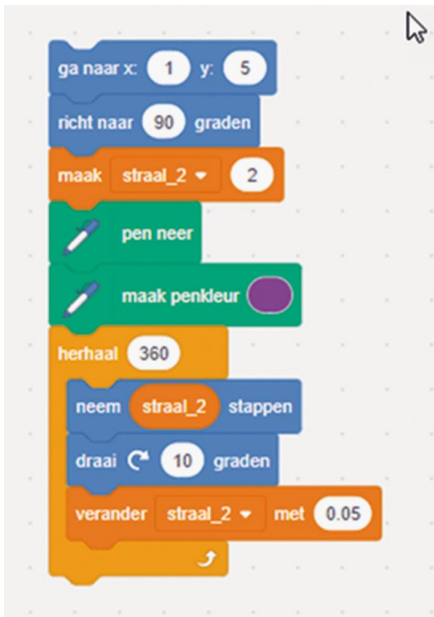 ga naar x: 1 y: 5
richt naar 90 graden
maak straal_2 2
pen neer
maak penkleur
herhaal 360
neem straal_2 stappen
draai 10 graden
verander straal_2 met 0.05